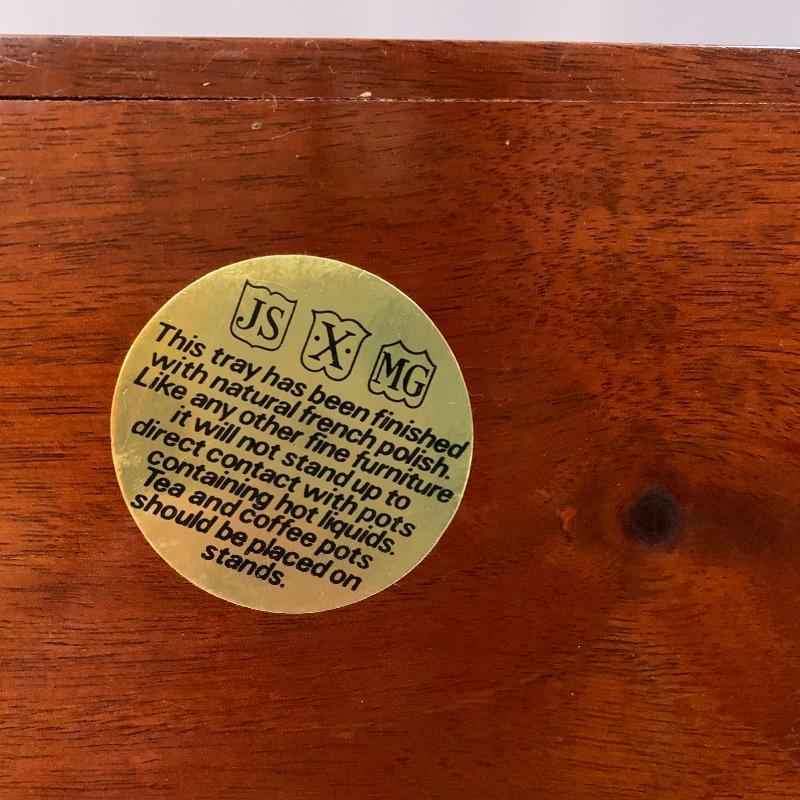 JS X MG
This tray has been finished
with natural french polish.
Like any other fine furniture
it will not stand up to
direct contact with pots
containing hot liquids.
Tea and coffee pots
should be placed on
stands.